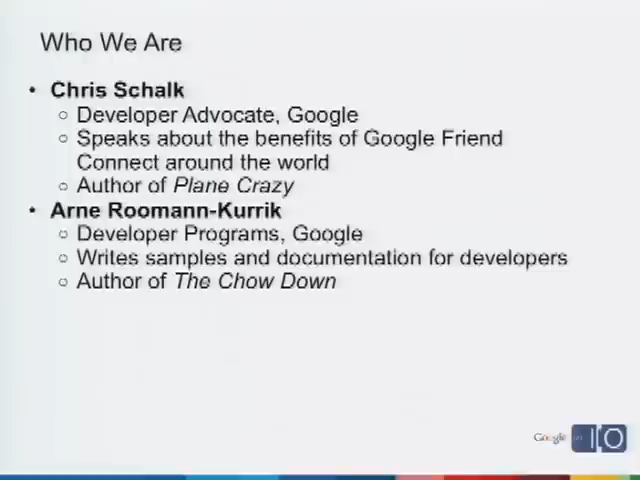 Who We Are
• Chris Schalk
○ Developer Advocate, Google
○ Speaks about the benefits of Google Friend
Connect around the world
○ Author of Plane Crazy
• Arne Roomann-Kurrik
○ Developer Programs, Google
○ Writes samples and documentation for developers
○ Author of The Chow Down
Google IO